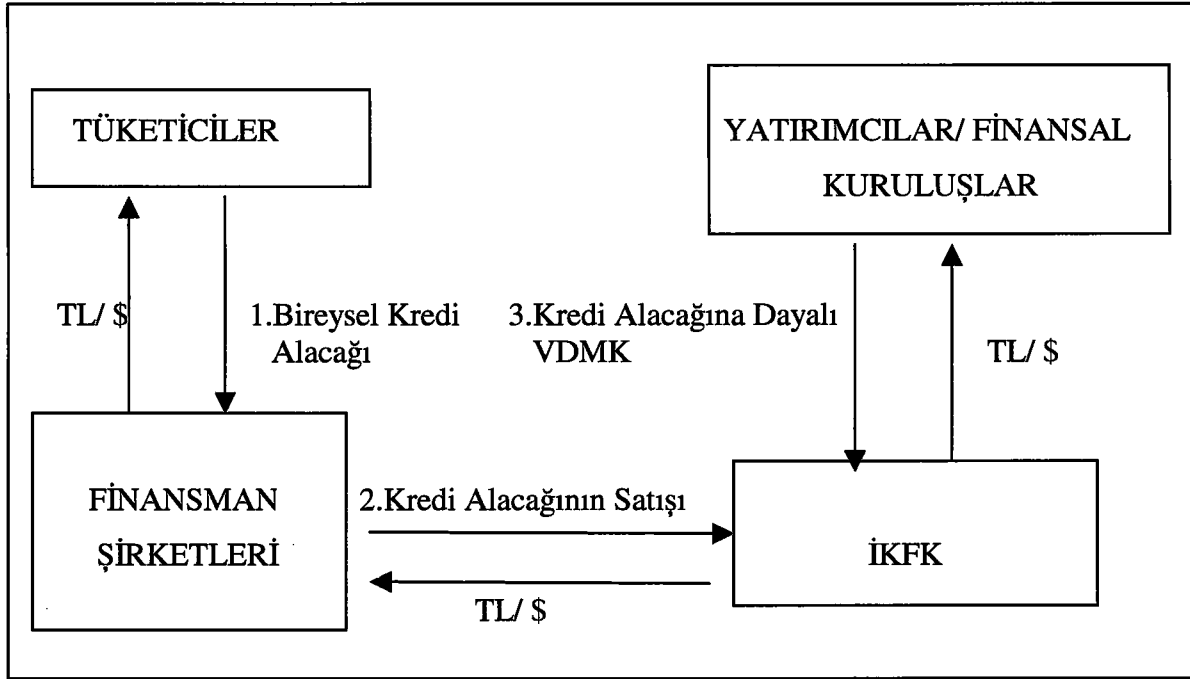 TÜKETİCİLER
YATIRIMCILAR/ FİNANSAL
KURULUŞLAR
TL/ $
1.Bireysel Kredi
Alacağı
3.Kredi Alacağına Dayalı
VDMK
TL/ $
FİNANSMAN
ŞİRKETLERİ
2.Kredi Alacağının Satışı
İKFK
TL/ $